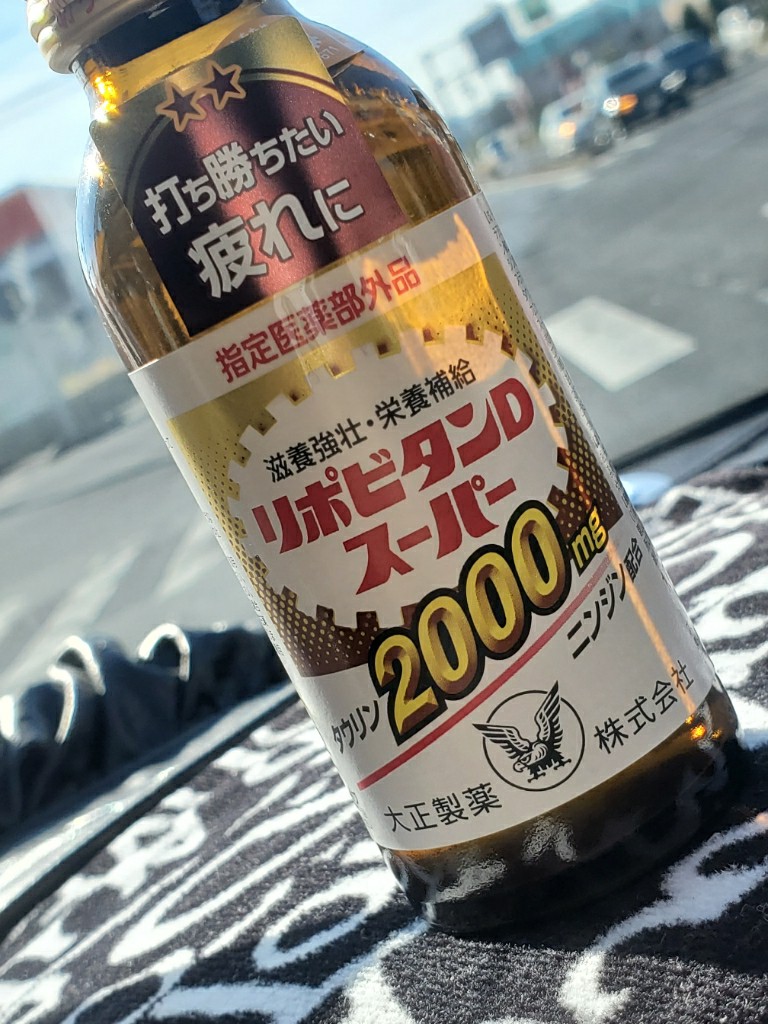 打ち勝ちたい
疲れに
指定医薬部外品
滋養強壮・栄養補給
リポビタンD
スーパー
タウリン2000mg
ニンジン配合
大正製薬
株式会社